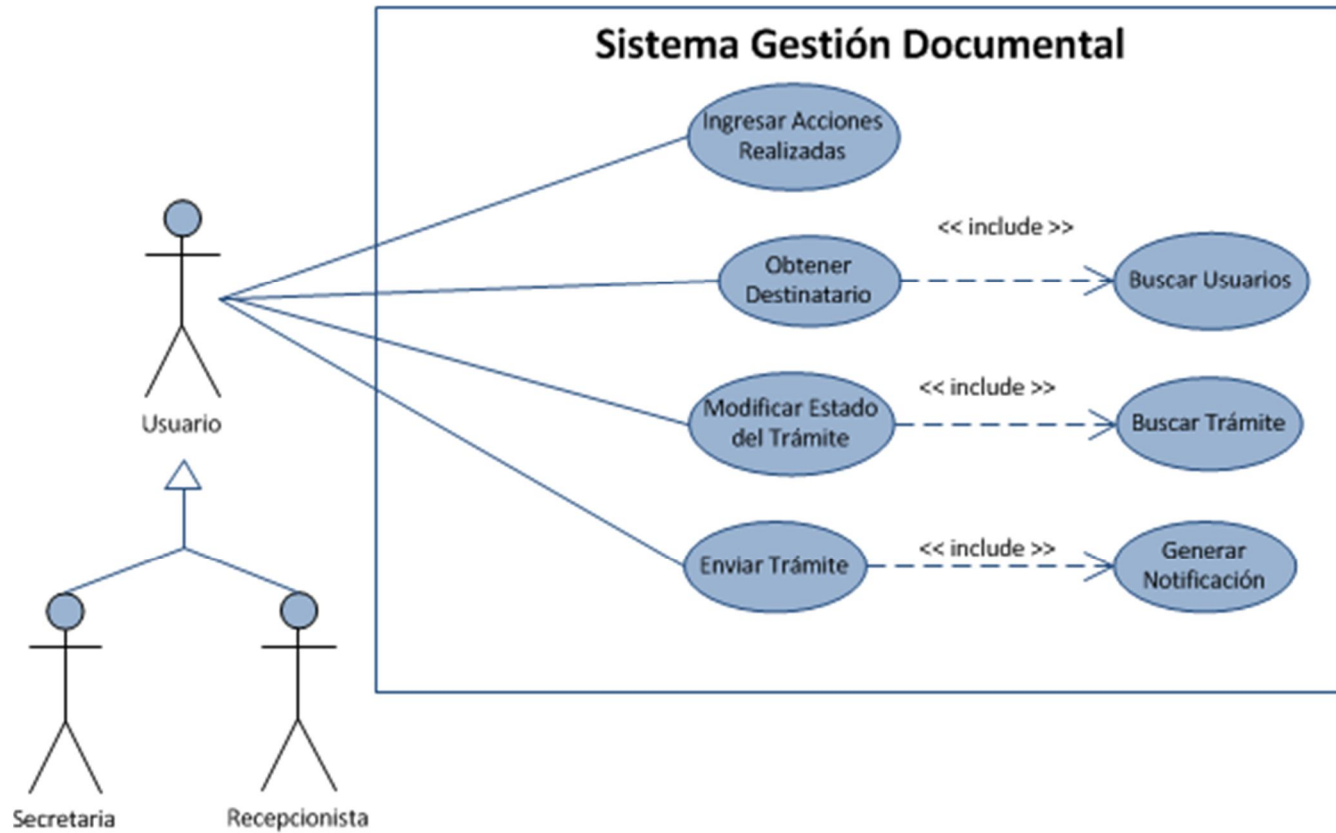 Sistema Gestión Documental
Ingresar Acciones
Realizadas
<< include >>
Obtener
Destinatario
Buscar Usuarios
<< include >>
Modificar Estado
del Trámite
Buscar Trámite
<< include >>
Enviar Trámite
Generar
Notificación
Usuario
Secretaria
Recepcionista